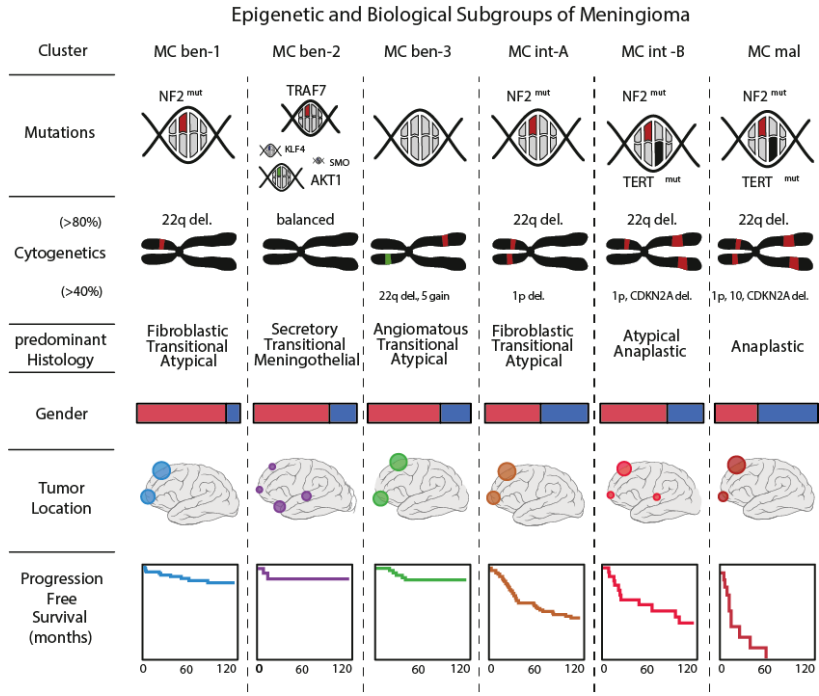 Epigenetic and Biological Subgroups of Meningioma
Cluster MC ben-1 MC ben-2 MC ben-3 MC int-A MC int -B MC mal
Mutations
NF2 mut
TRAF7
KLF4
SMO
AKT1
NF2 mut
NF2 mut
TERT mut
NF2 mut
TERT mut
(>80%) 22q del. balanced 22q del. 22q del. 22q del.
Cytogenetics
(>40%) 22q del., 5 gain 1p del. 1p, CDKN2A del. 1p, 10, CDKN2A del.
predominant
Histology
Fibroblastic
Transitional
Atypical
Secretory
Transitional
Meningothelial
Angiomatous
Transitional
Atypical
Fibroblastic
Transitional
Atypical
Atypical
Anaplastic
Anaplastic
Gender
Tumor
Location
Progression
Free
Survival
(months)
0 60 120 0 60 120 0 60 120 0 60 120 0 60 120 0 60 120